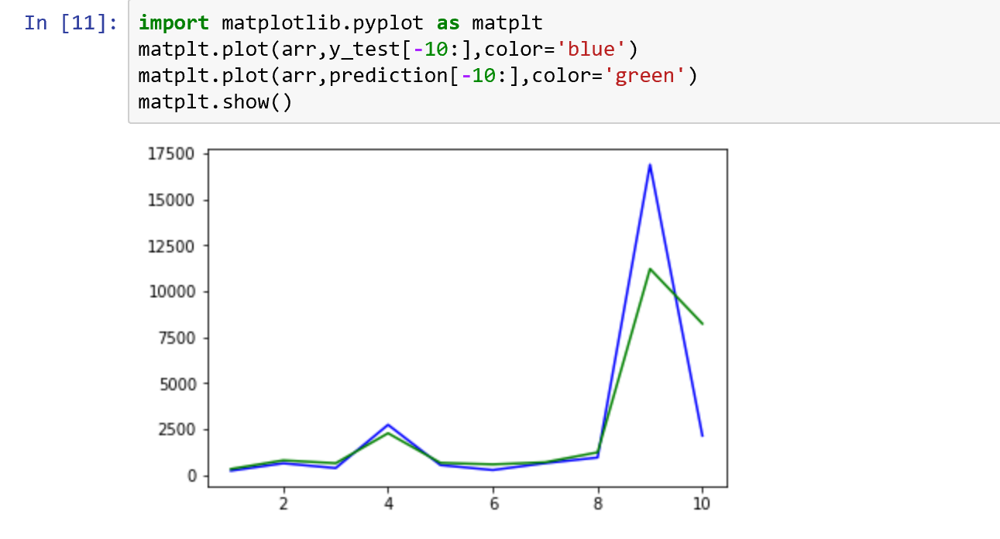 In [11]: import matplotlib.pyplot as matplt
matplt.plot(arr,y_test[-10:],color='blue')
matplt.plot(arr,prediction[-10:],color='green')
matplt.show()
17500
15000
12500
10000
7500
5000
2500
0
2 4 6 8 10